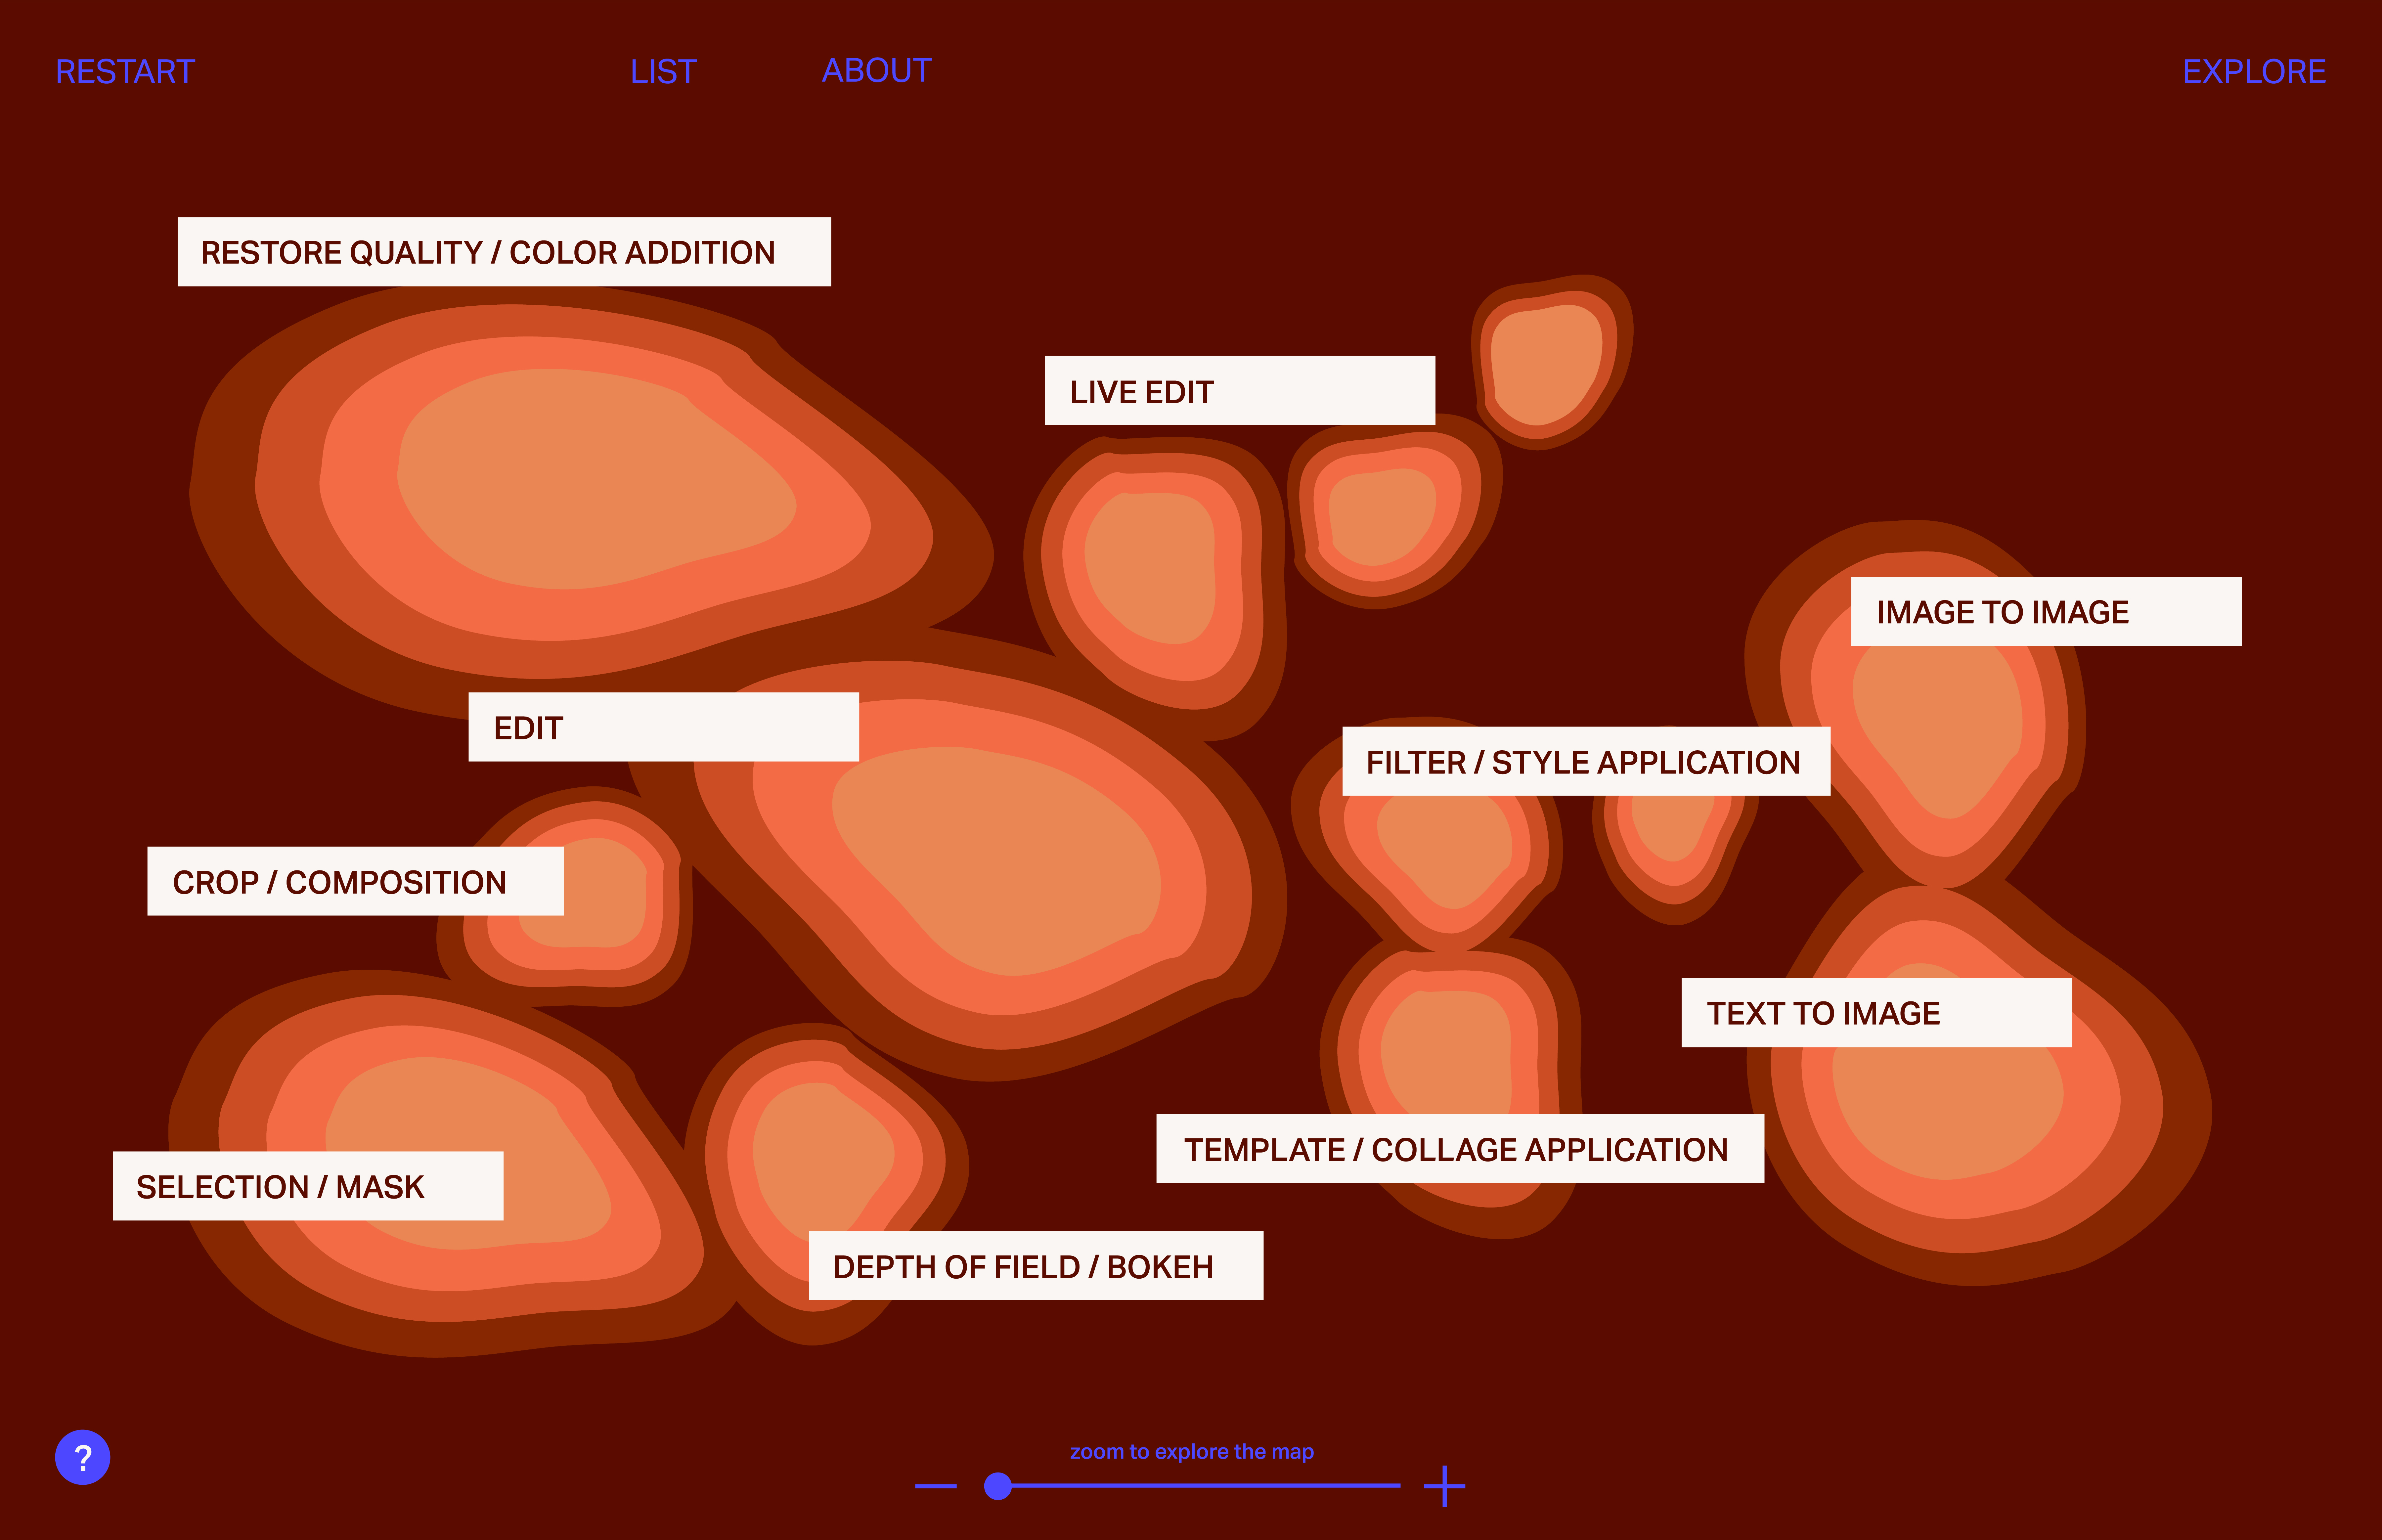 RESTART
LIST
ABOUT
EXPLORE
RESTORE QUALITY / COLOR ADDITION
LIVE EDIT
IMAGE TO IMAGE
EDIT
FILTER / STYLE APPLICATION
CROP / COMPOSITION
TEXT TO IMAGE
TEMPLATE / COLLAGE APPLICATION
SELECTION / MASK
DEPTH OF FIELD / BOKEH
?
zoom to explore the map